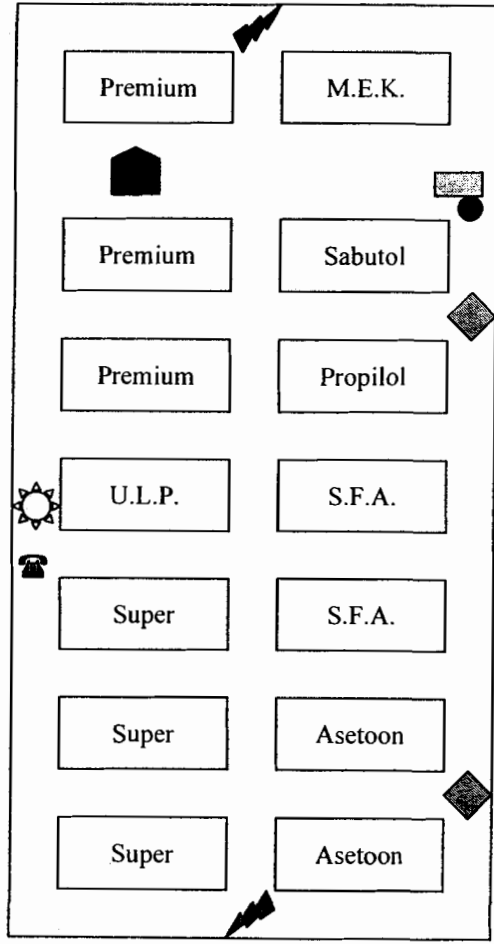 Premium M.E.K.
Premium Sabutol
Premium Propilol
U.L.P. S.F.A.
Super S.F.A.
Super Asetoon
Super Asetoon